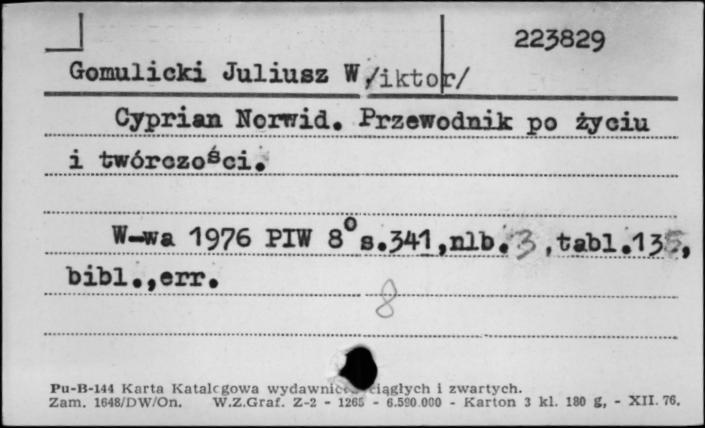 223829
Gomulicki Juliusz W./iktor/
Cyprian Norwid. Przewodnik po życiu
i twórczości.
W-wa 1976 PIW 8° s.341,nlb. 3 ,tabl.13 ,
bibl.,err.
8
Pu-B-144 Karta Katalogowa wydawnictw ciągłych i zwartych.
Zam. 1648/DW/On. W.Z.Graf. Z-2 - 1265 - 6.590.000 - Karton 3 kl. 180 g, - XII. 76.